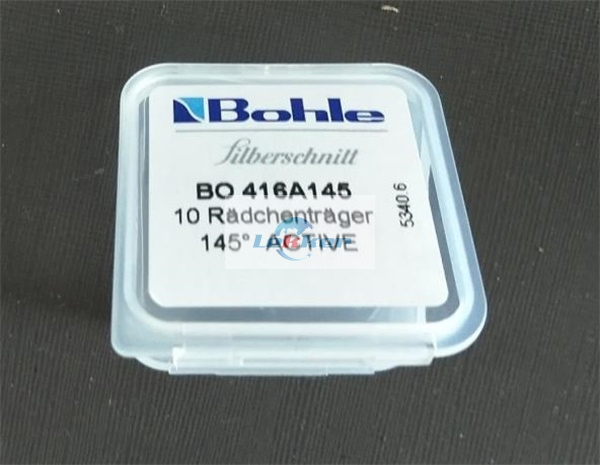 Bohle
Silberschnitt
BO 416A145
10 Rädchenträger
145° ACTIVE
5340.6